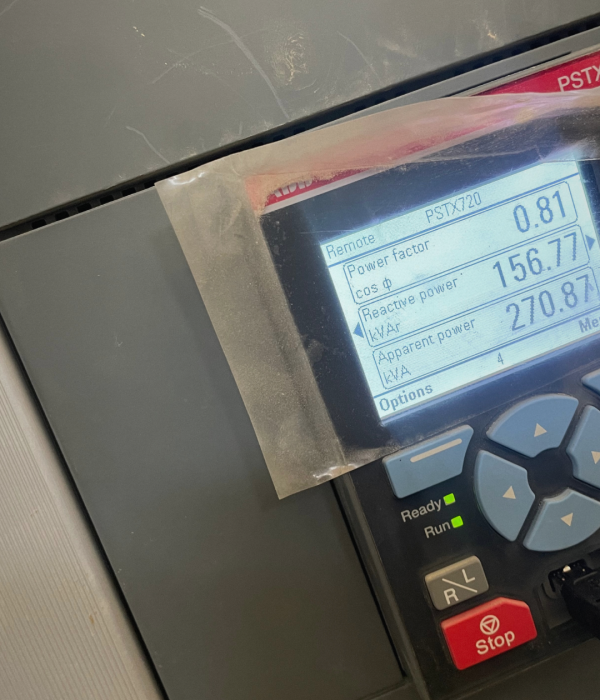 PSTX
Remote PSTX720
Power factor 0.81
cos ϕ
Reactive power 156.77
kVAr
Apparent power 270.87
kVA
Options 4 Me
Ready
Run
R L
Stop